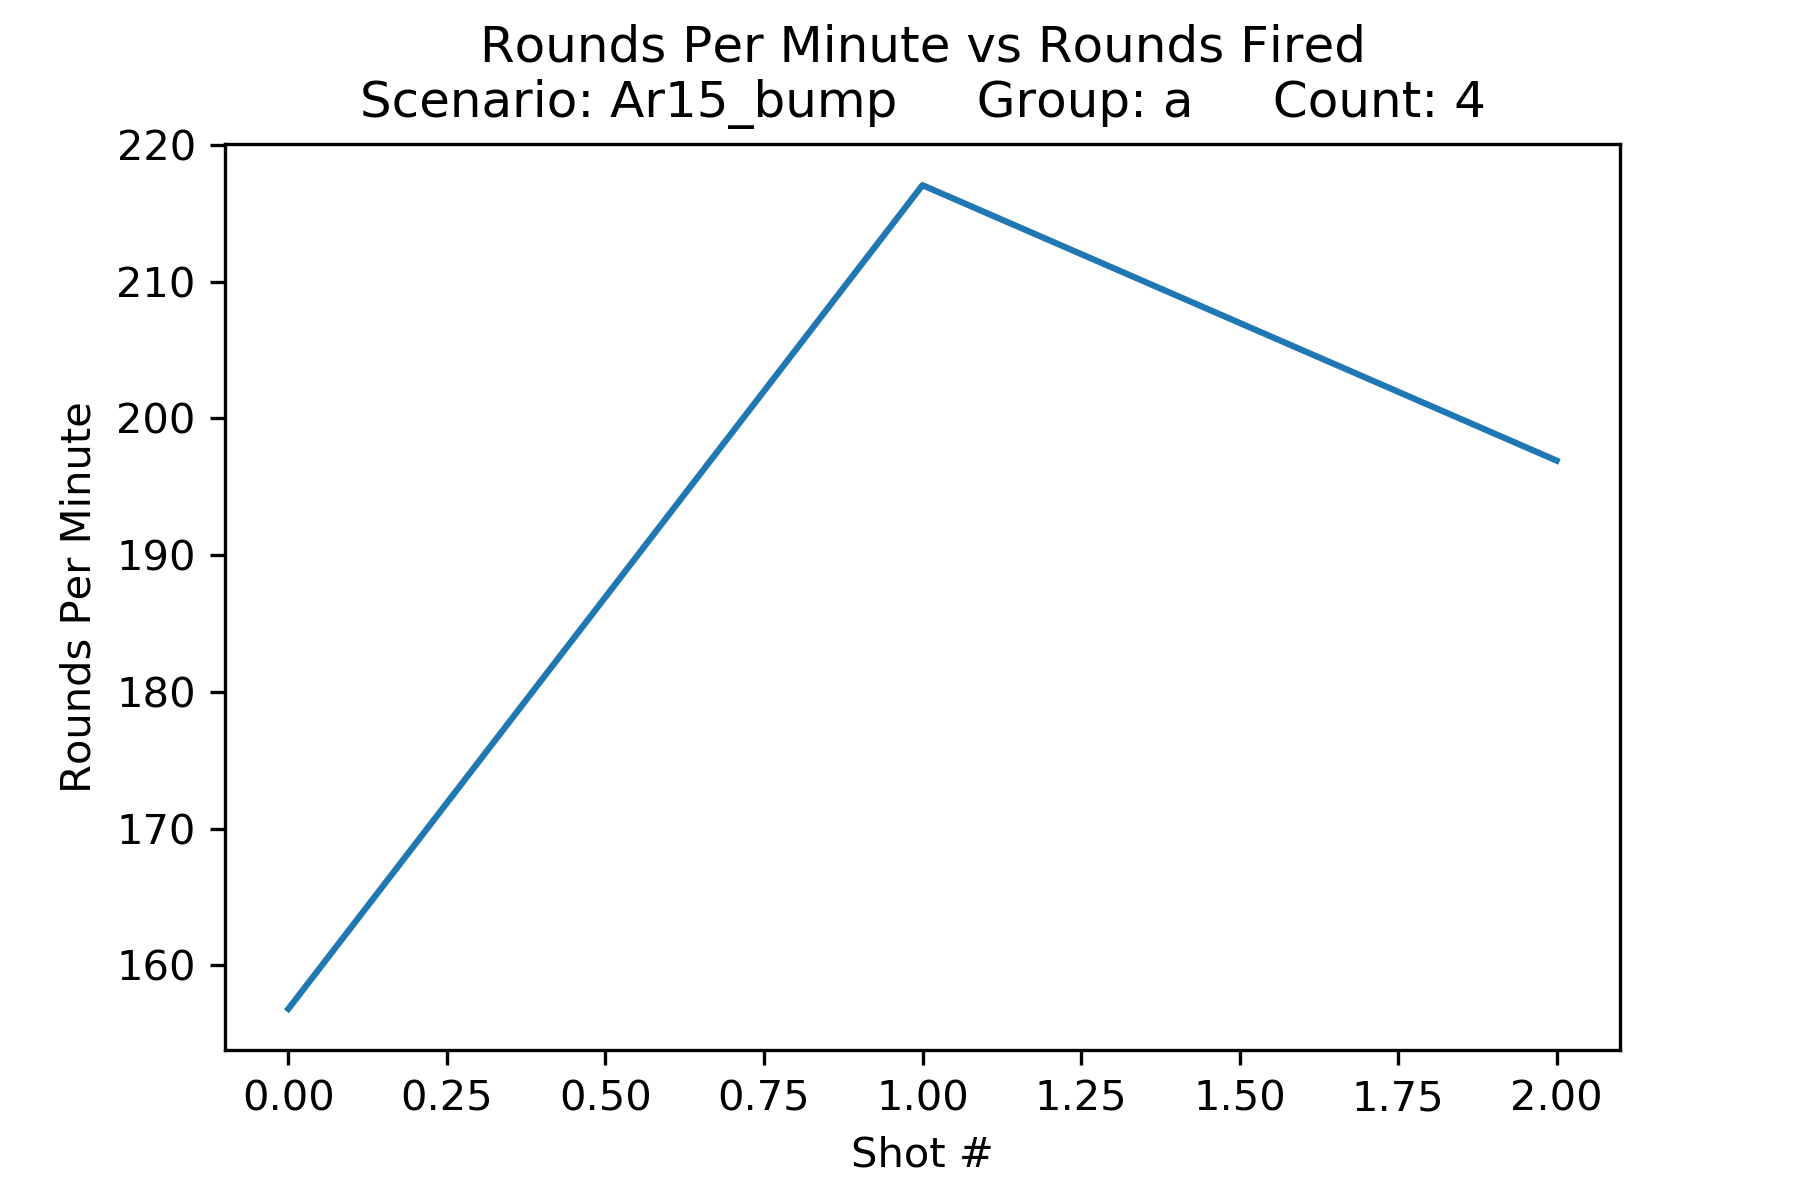 Rounds Per Minute vs Rounds Fired
Scenario: Ar15_bump     Group: a     Count: 4
220
210
200
190
180
170
160
Rounds Per Minute
0.00 0.25 0.50 0.75 1.00 1.25 1.50 1.75 2.00
Shot #